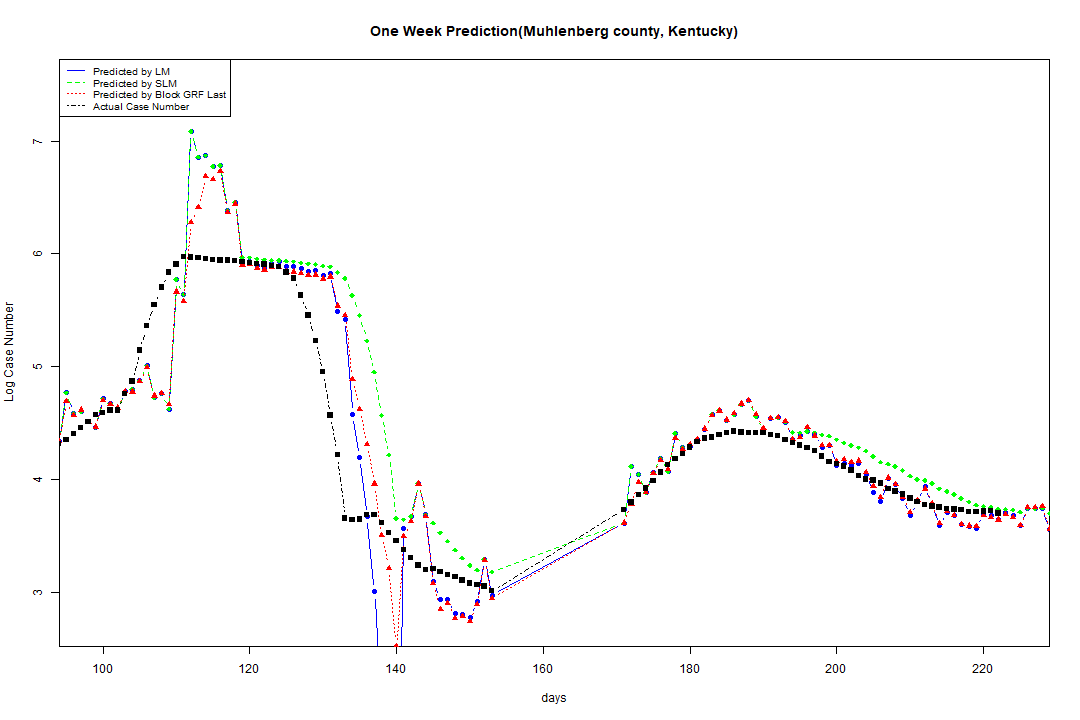 One Week Prediction(Muhlenberg county, Kentucky)
Predicted by LM
Predicted by SLM
Predicted by Block GRF Last
Actual Case Number
7
6
5
4
3
Log Case Number
100 120 140 160 180 200 220
days